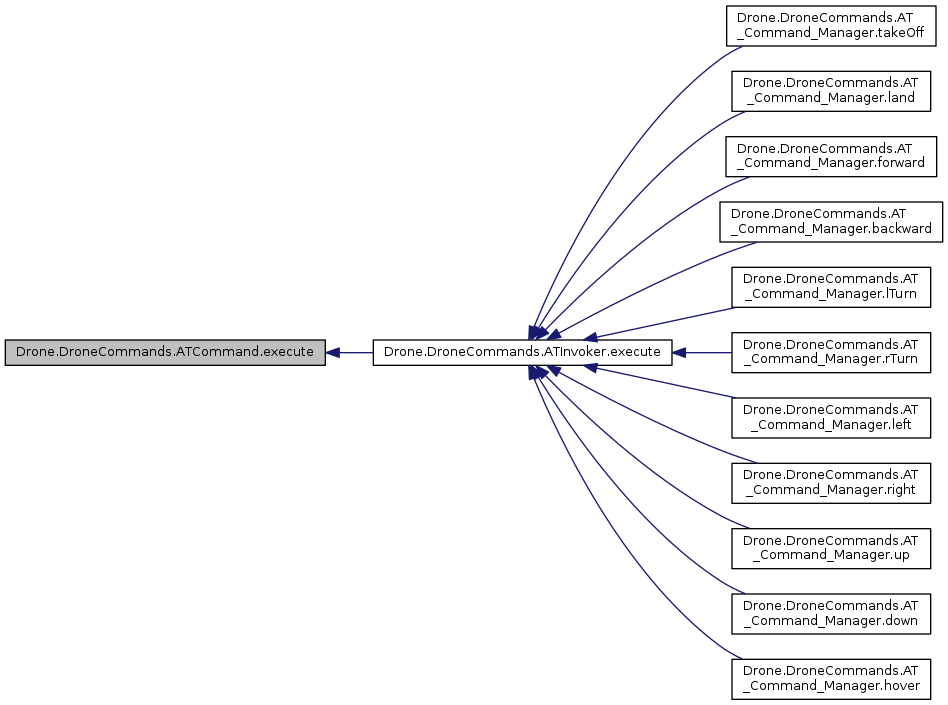 Drone.DroneCommands.AT
_Command_Manager.takeOff
Drone.DroneCommands.AT
_Command_Manager.land
Drone.DroneCommands.AT
_Command_Manager.forward
Drone.DroneCommands.AT
_Command_Manager.backward
Drone.DroneCommands.AT
_Command_Manager.lTurn
Drone.DroneCommands.ATCommand.execute
Drone.DroneCommands.ATInvoker.execute
Drone.DroneCommands.AT
_Command_Manager.rTurn
Drone.DroneCommands.AT
_Command_Manager.left
Drone.DroneCommands.AT
_Command_Manager.right
Drone.DroneCommands.AT
_Command_Manager.up
Drone.DroneCommands.AT
_Command_Manager.down
Drone.DroneCommands.AT
_Command_Manager.hover